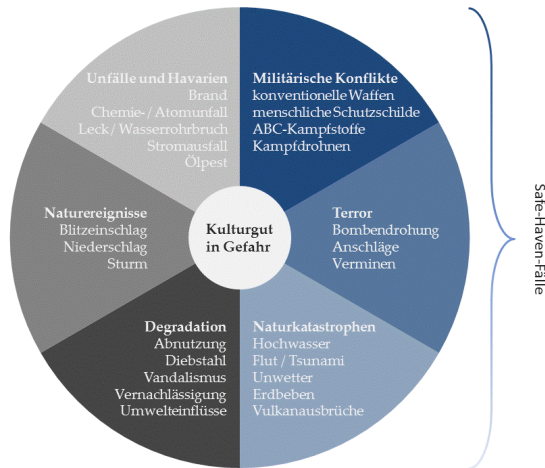 Unfälle und Havarien
Brand
Chemie- / Atomunfall
Leck / Wasserrohrbruch
Stromausfall
Ölpest
Militärische Konflikte
konventionelle Waffen
menschliche Schutzschilde
ABC-Kampfstoffe
Kampfdrohnen
Naturereignisse
Blitzeinschlag
Niederschlag
Sturm
Kulturgut
in Gefahr
Terror
Bombendrohung
Anschläge
Verminen
Degradation
Abnutzung
Diebstahl
Vandalismus
Vernachlässigung
Umwelteinflüsse
Naturkatastrophen
Hochwasser
Flut / Tsunami
Unwetter
Erdbeben
Vulkanausbrüche
Safe-Haven-Fälle